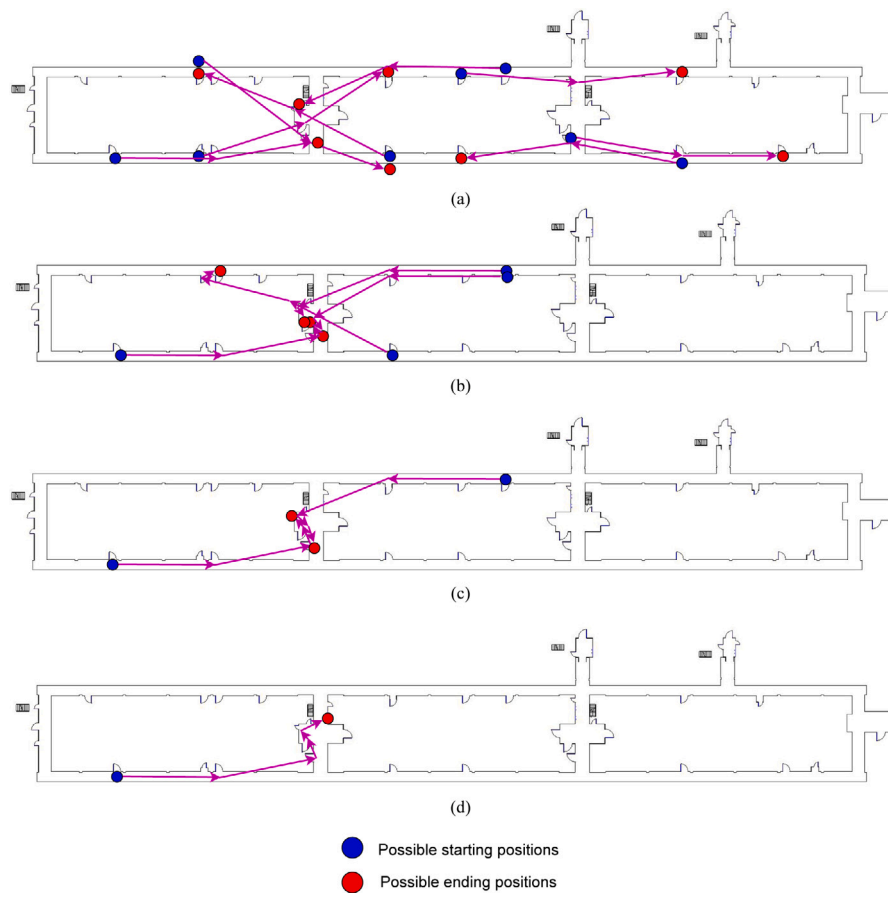 (a)
(b)
(c)
(d)
Possible starting positions
Possible ending positions